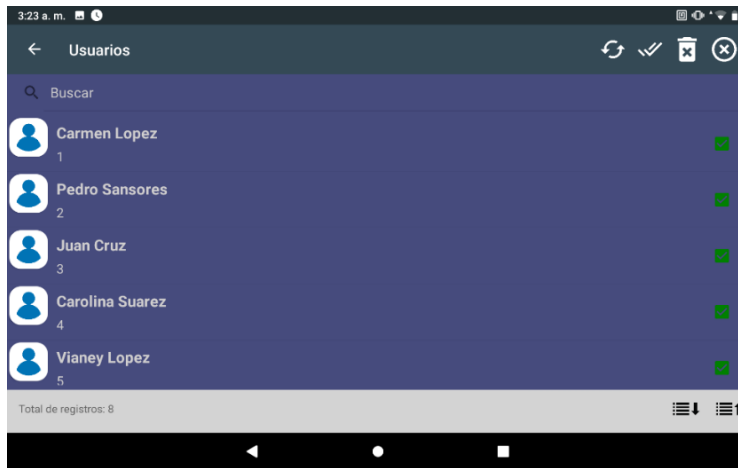 3:23 a. m.
Usuarios
Buscar
Carmen Lopez
1
Pedro Sansores
2
Juan Cruz
3
Carolina Suarez
4
Vianey Lopez
5
Total de registros: 8